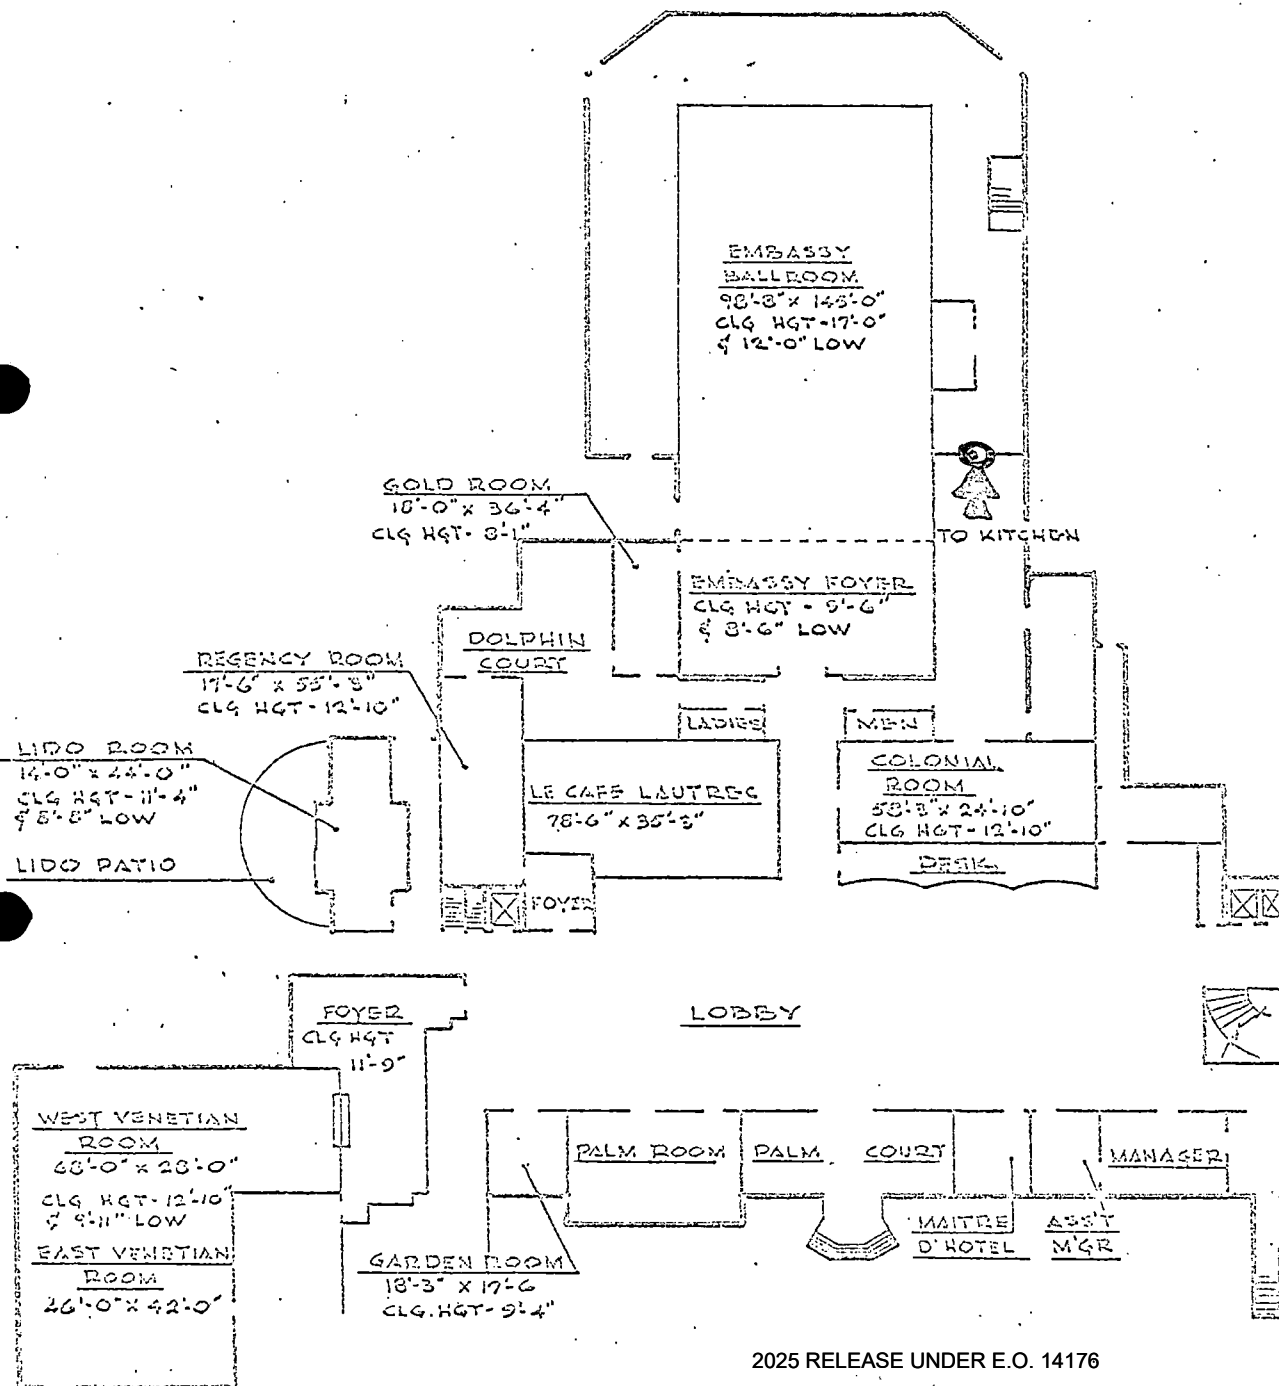 EMBASSY
BALLROOM
98'-8" x 145'-0"
CLG HGT-17'-0"
& 12'-0" LOW
GOLD ROOM
18'-0" x 36'-4"
CLG HGT- 8'-1"
TO KITCHEN
EMBASSY FOYER
CLG HGT - 9'-6"
& 8'-6" LOW
DOLPHIN
COURT
REGENCY ROOM
17'-6" x 55'-8"
CLG HGT-12'-10"
LADIES
MEN
LIDO ROOM
14'-0" x 44'-0"
CLG HGT-11'-4"
& 8'-8" LOW
COLONIAL
ROOM
58'-3" x 24'-10"
CLG HGT-12'-10"
LE CAFE LAUTREC
78'-6" x 35'-3"
LIDO PATIO
DESK
FOYER
LOBBY
FOYER
CLG HGT
11'-9"
WEST VENETIAN
ROOM
68'-0" x 28'-0"
CLG HGT-12'-10"
& 9'-11" LOW
PALM ROOM
PALM COURT
MANAGER
MAITRE
D'HOTEL
ASS'T
M'GR
EAST VENETIAN
ROOM
46'-0" x 42'-0"
GARDEN ROOM
18'-3" x 17'-6
CLG.HGT-9'-4"
2025 RELEASE UNDER E.O. 14176